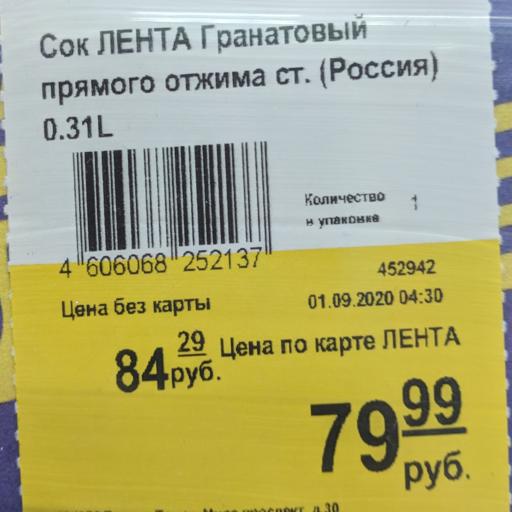 Сок ЛЕНТА Гранатовый
прямого отжима ст. (Россия)
0.31L
Количество 1
в упаковке
4 606068 252137
452942
Цена без карты 01.09.2020 04:30
84 29 руб.
Цена по карте ЛЕНТА
79 99 руб.
д.30